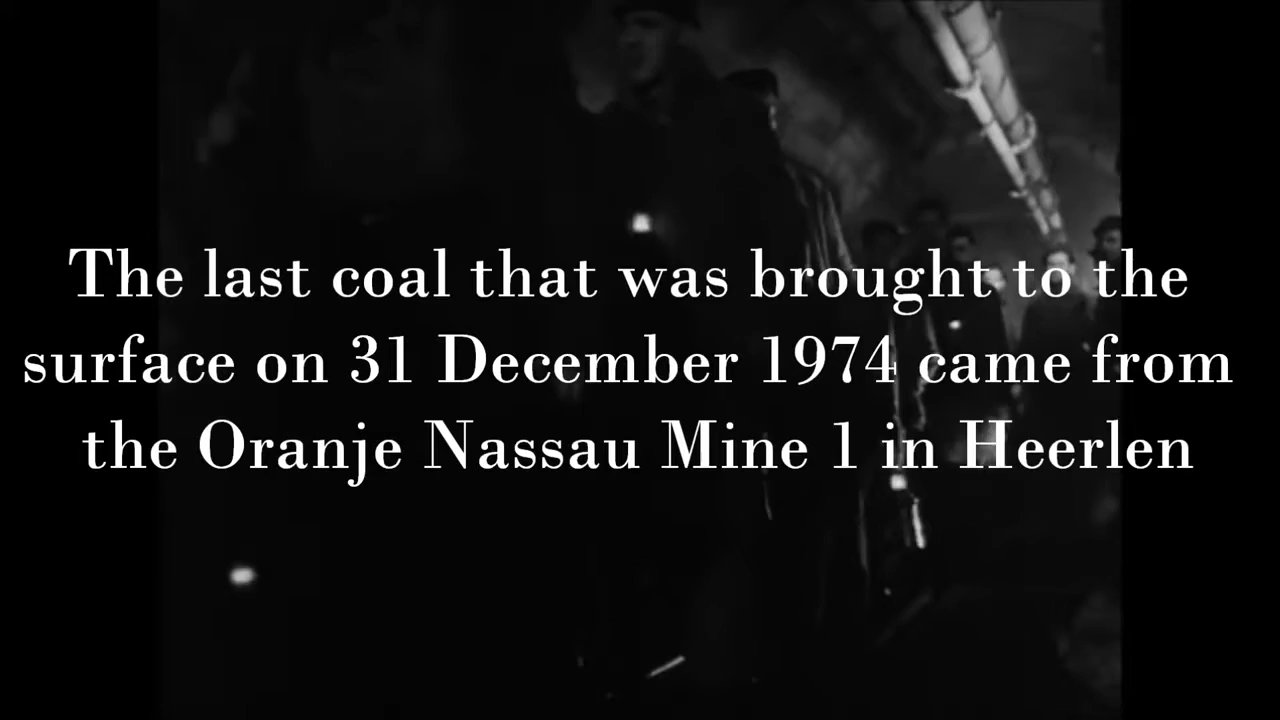 The last coal that was brought to the
surface on 31 December 1974 came from
the Oranje Nassau Mine 1 in Heerlen